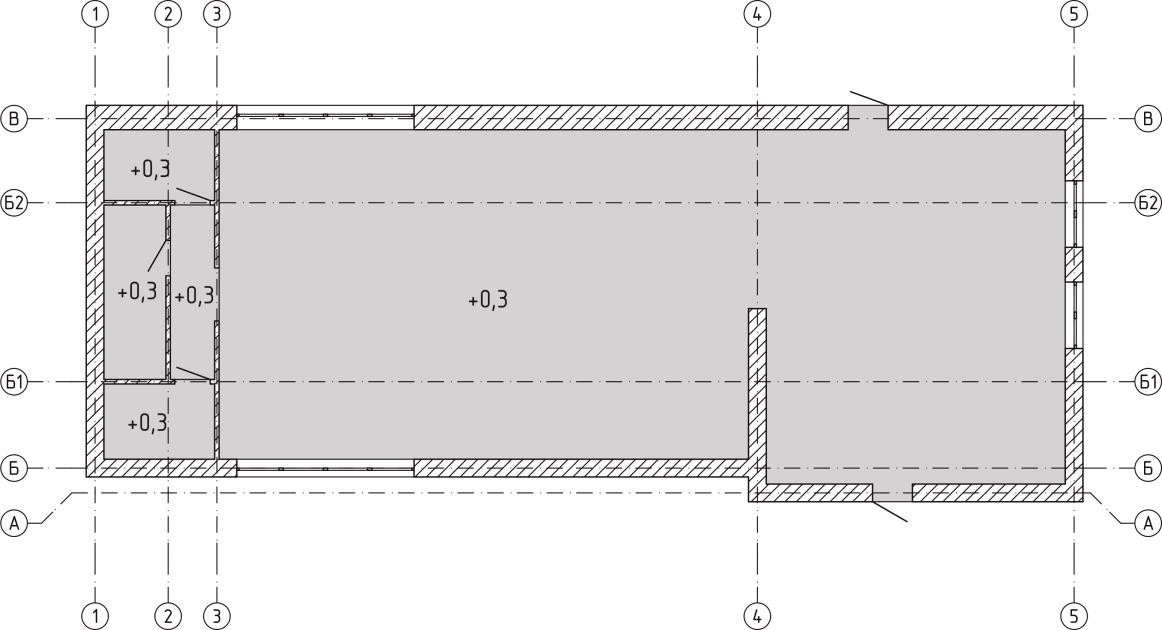 1 2 3 4 5
В В
+0,3
Б2 Б2
+0,3 +0,3 +0,3
Б1 Б1
+0,3
Б Б
А А
1 2 3 4 5